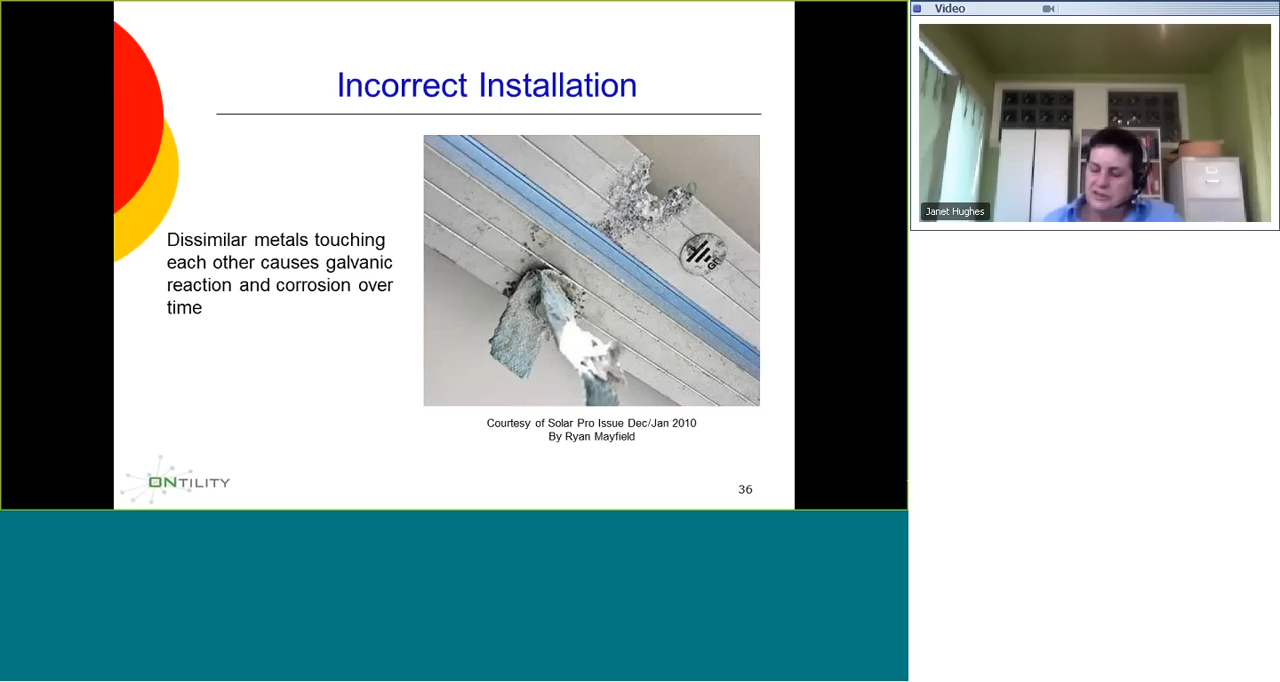 Video
Incorrect Installation
Janet Hughes
Dissimilar metals touching
each other causes galvanic
reaction and corrosion over
time
Courtesy of Solar Pro Issue Dec/Jan 2010
By Ryan Mayfield
ONTILITY
36